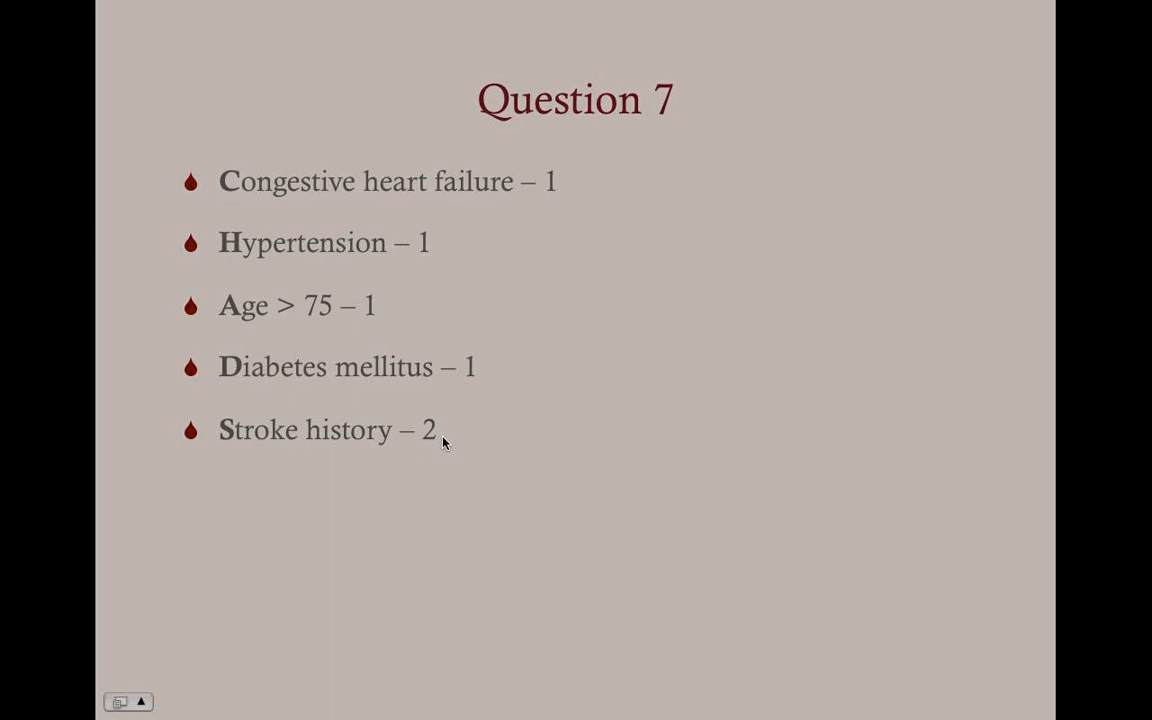 Question 7
Congestive heart failure – 1
Hypertension – 1
Age > 75 – 1
Diabetes mellitus – 1
Stroke history – 2